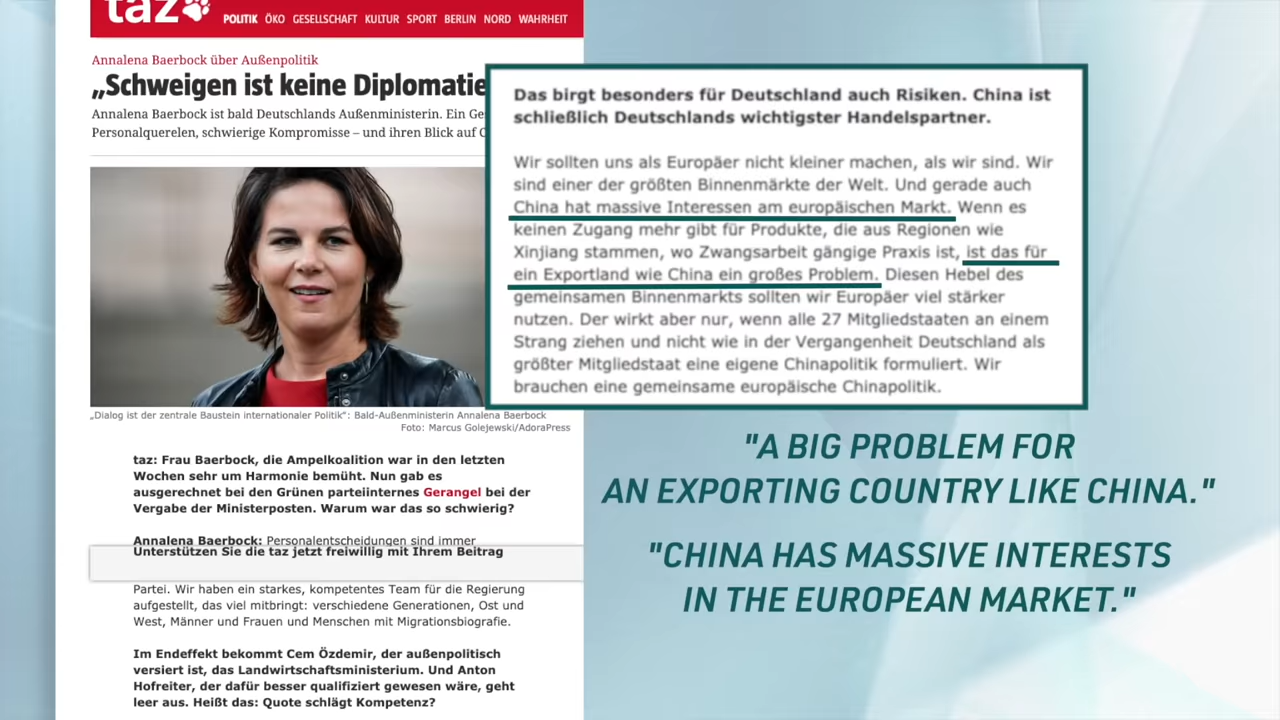 taz
POLITIK ÖKO GESELLSCHAFT KULTUR SPORT BERLIN NORD WAHRHEIT
Annalena Baerbock über Außenpolitik
„Schweigen ist keine Diplomatie
Annalena Baerbock ist bald Deutschlands Außenministerin. Ein Ge
Personalquerelen, schwierige Kompromisse – und ihren Blick auf
„Dialog ist der zentrale Baustein internationaler Politik“: Bald-Außenministerin Annalena Baerbock
Foto: Marcus Golejewski/AdoraPress
taz: Frau Baerbock, die Ampelkoalition war in den letzten
Wochen sehr um Harmonie bemüht. Nun gab es
ausgerechnet bei den Grünen parteiinternes Gerangel bei der
Vergabe der Ministerposten. Warum war das so schwierig?
Annalena Baerbock: Personalentscheidungen sind immer
Unterstützen Sie die taz jetzt freiwillig mit Ihrem Beitrag
Partei. Wir haben ein starkes, kompetentes Team für die Regierung
aufgestellt, das viel mitbringt: verschiedene Generationen, Ost und
West, Männer und Frauen und Menschen mit Migrationsbiografie.
Im Endeffekt bekommt Cem Özdemir, der außenpolitisch
versiert ist, das Landwirtschaftsministerium. Und Anton
Hofreiter, der dafür besser qualifiziert gewesen wäre, geht
leer aus. Heißt das: Quote schlägt Kompetenz?
Das birgt besonders für Deutschland auch Risiken. China ist
schließlich Deutschlands wichtigster Handelspartner.
Wir sollten uns als Europäer nicht kleiner machen, als wir sind. Wir
sind einer der größten Binnenmärkte der Welt. Und gerade auch
China hat massive Interessen am europäischen Markt. Wenn es
keinen Zugang mehr gibt für Produkte, die aus Regionen wie
Xinjiang stammen, wo Zwangsarbeit gängige Praxis ist, ist das für
ein Exportland wie China ein großes Problem. Diesen Hebel des
gemeinsamen Binnenmarkts sollten wir Europäer viel stärker
nutzen. Der wirkt aber nur, wenn alle 27 Mitgliedstaaten an einem
Strang ziehen und nicht wie in der Vergangenheit Deutschland als
größter Mitgliedstaat eine eigene Chinapolitik formuliert. Wir
brauchen eine gemeinsame europäische Chinapolitik.
"A BIG PROBLEM FOR
AN EXPORTING COUNTRY LIKE CHINA."
"CHINA HAS MASSIVE INTERESTS
IN THE EUROPEAN MARKET."